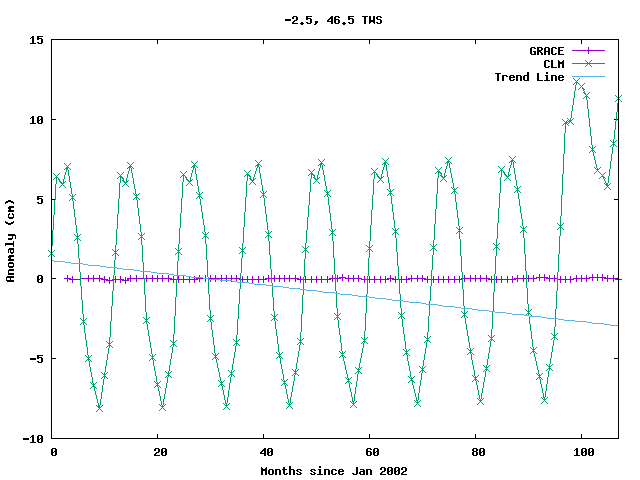 -2.5, 46.5 TWS
GRACE
CLM
Trend Line
15
10
5
0
-5
-10
Anomaly (cm)
0 20 40 60 80 100
Months since Jan 2002